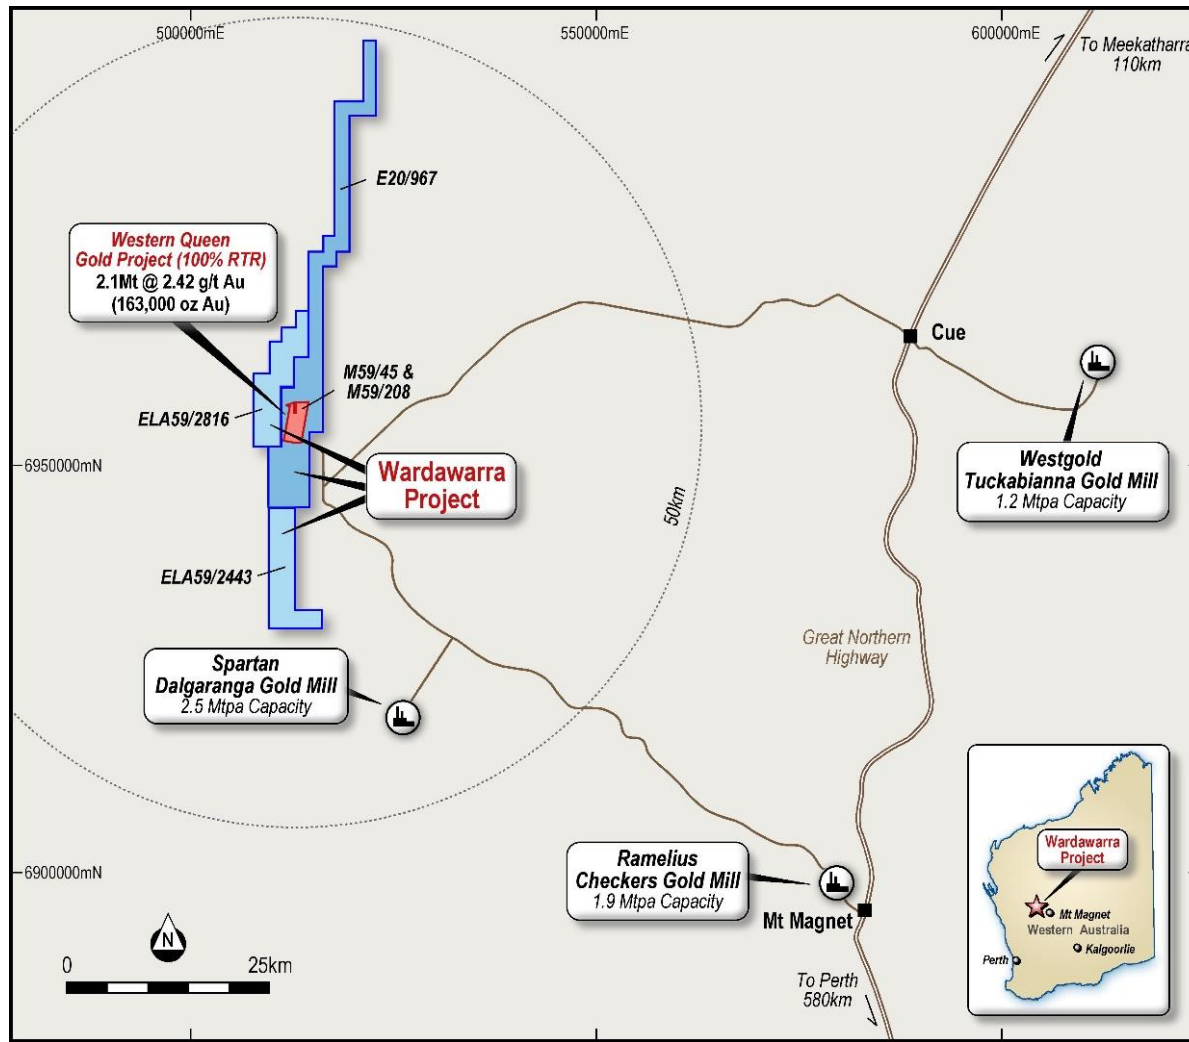 500000mE
550000mE
600000mE
To Meekatharra
110km
E20/967
Western Queen
Gold Project (100% RTR)
2.1Mt @ 2.42 g/t Au
(163,000 oz Au)
Cue
M59/45 &
M59/208
ELA59/2816
6950000mN
Wardawarra
Project
Westgold
Tuckabianna Gold Mill
1.2 Mtpa Capacity
50km
ELA59/2443
Great Northern
Highway
Spartan
Dalgaranga Gold Mill
2.5 Mtpa Capacity
6900000mN
Ramelius
Checkers Gold Mill
1.9 Mtpa Capacity
Mt Magnet
N
0 25km
To Perth
580km
Wardawarra
Project
Mt Magnet
Western Australia
Kalgoorlie
Perth